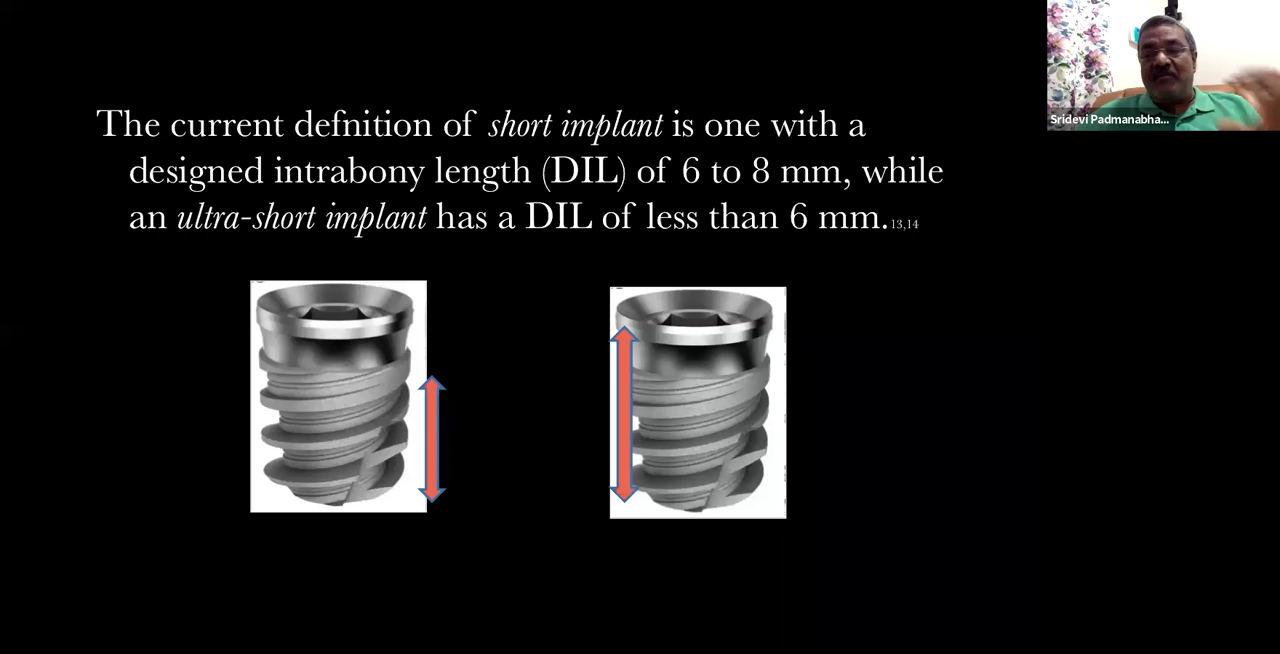 The current defnition of short implant is one with a
designed intrabony length (DIL) of 6 to 8 mm, while
an ultra-short implant has a DIL of less than 6 mm.13,14
Sridevi Padmanabha...